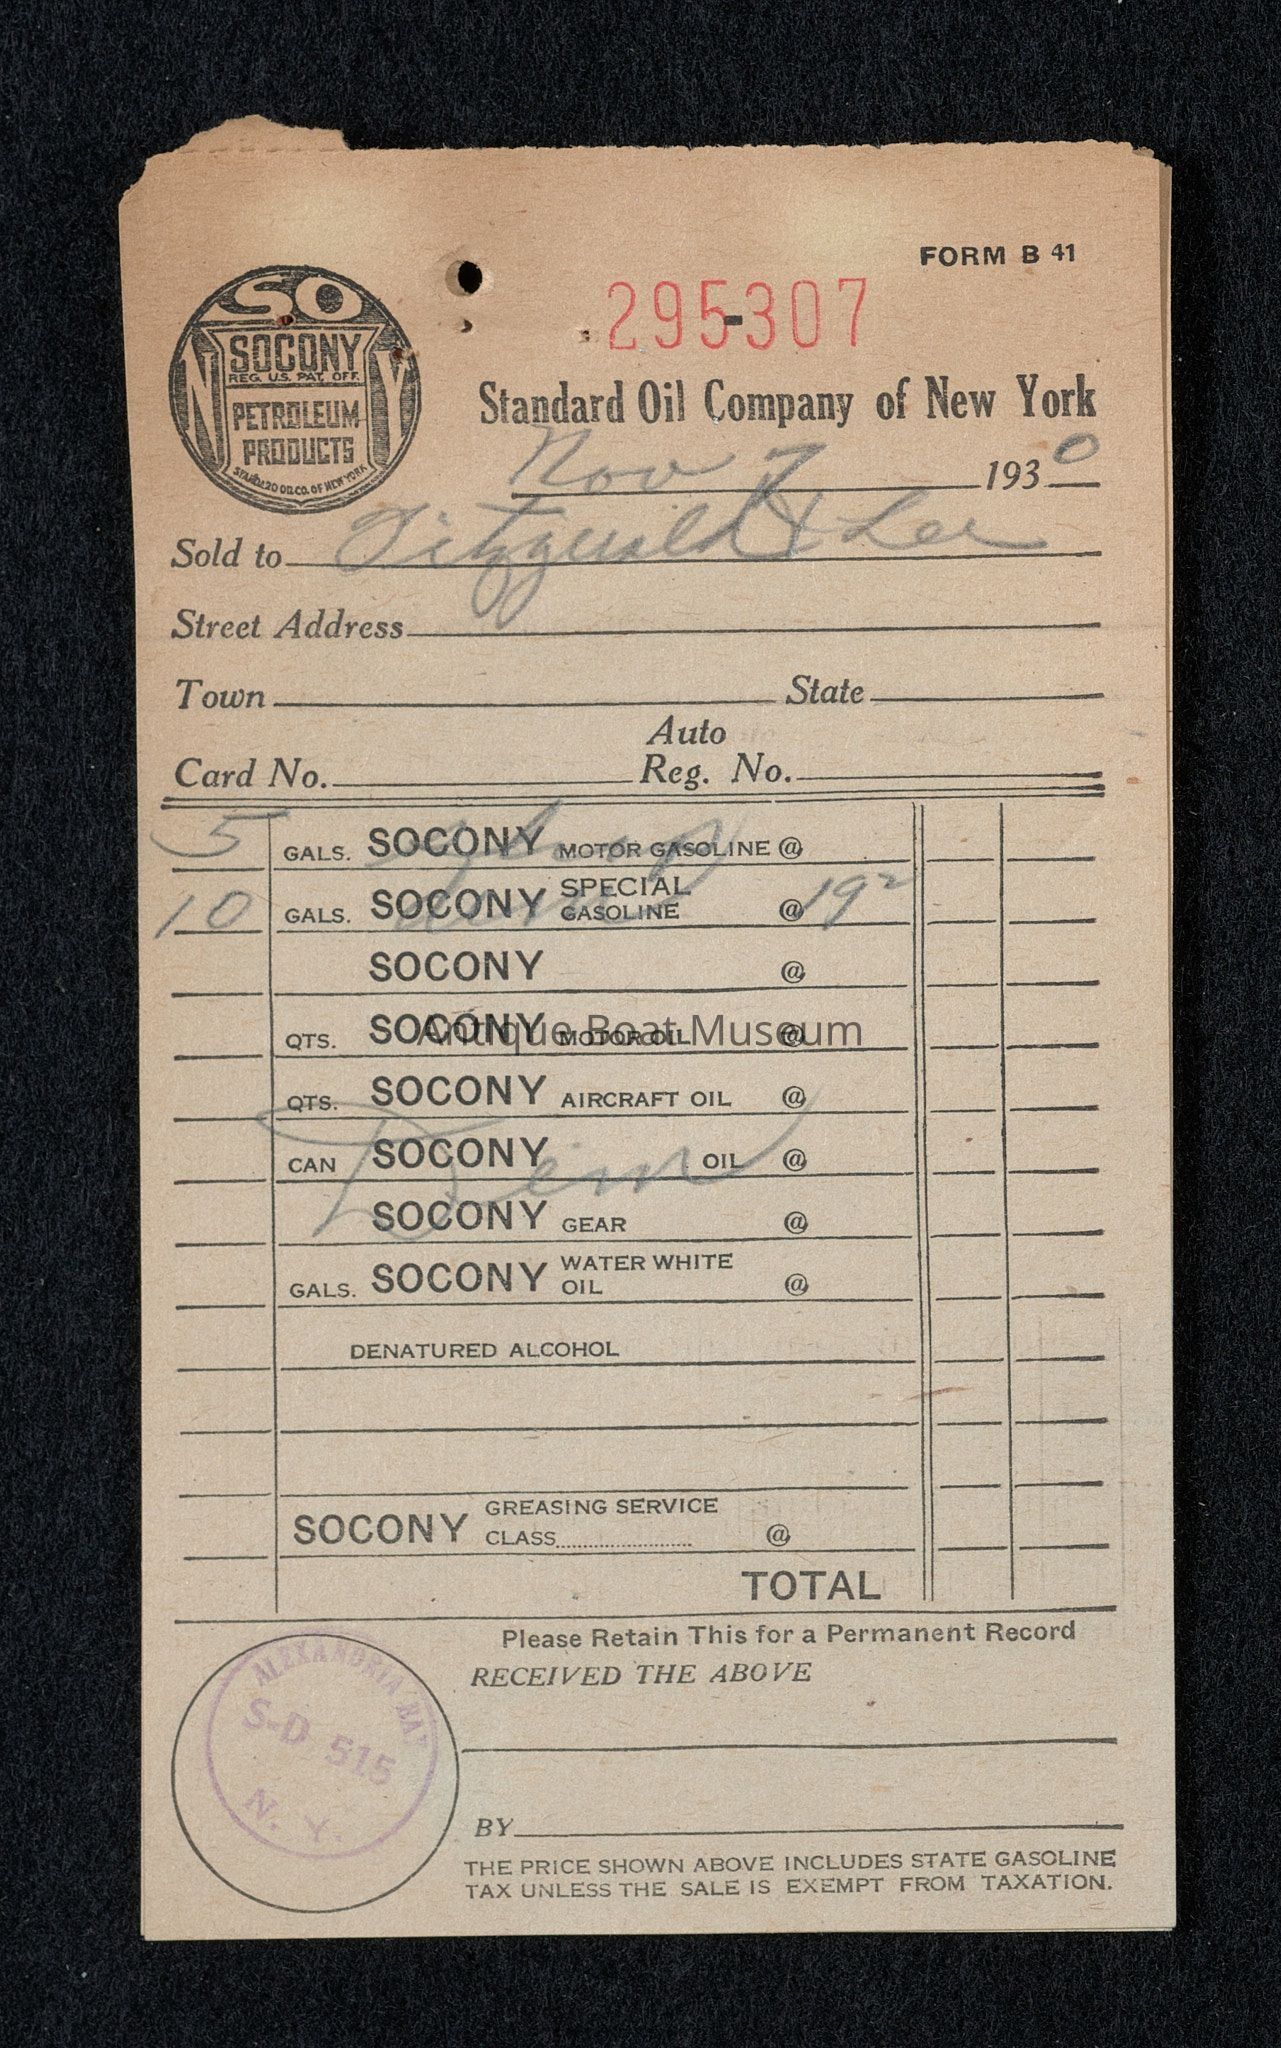 FORM B 41
SO
NY
SOCONY
REG. U.S. PAT. OFF.
PETROLEUM
PRODUCTS
STANDARD OIL CO. OF NEW YORK
295-307
Standard Oil Company of New York
Nov 7 1930
Sold to Fitzgerald & Lee
Street Address
Town State
Auto
Card No. Reg. No.
5 GALS. SOCONY MOTOR GASOLINE @
10 GALS. SOCONY SPECIAL GASOLINE @ 19²
SOCONY @
QTS. SOCONY MOTOR OIL @
Antique Boat Museum
QTS. SOCONY AIRCRAFT OIL @
CAN SOCONY OIL @
SOCONY GEAR @
GALS. SOCONY WATER WHITE OIL @
DENATURED ALCOHOL
SOCONY GREASING SERVICE
CLASS @
TOTAL
Please Retain This for a Permanent Record
RECEIVED THE ABOVE
ALEXANDRIA BAY
S-D 515
N. Y.
BY
THE PRICE SHOWN ABOVE INCLUDES STATE GASOLINE
TAX UNLESS THE SALE IS EXEMPT FROM TAXATION.